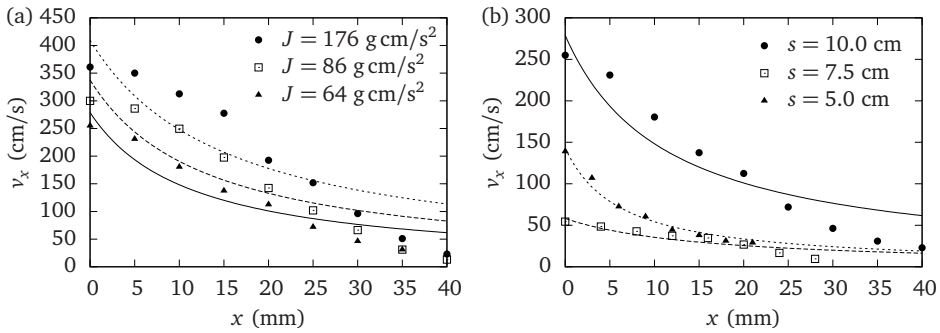 (a)
450
400
350
300
250
200
150
100
50
0
v_x (cm/s)
0 5 10 15 20 25 30 35 40
x (mm)
J = 176 g cm/s²
J = 86 g cm/s²
J = 64 g cm/s²
(b)
300
250
200
150
100
50
0
v_x (cm/s)
0 5 10 15 20 25 30 35 40
x (mm)
s = 10.0 cm
s = 7.5 cm
s = 5.0 cm